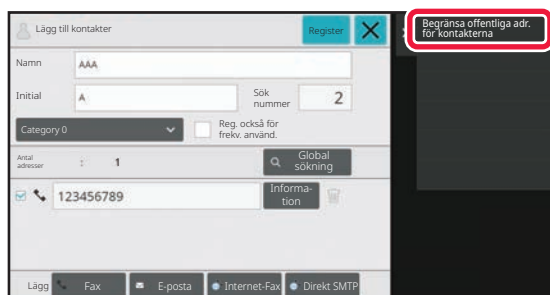 Lägg till kontakter
Register
Begränsa offentliga adr.
för kontakterna
Namn
AAA
Initial
A
Sök
nummer
2
Category 0
Reg. också för
frekv. använd.
Antal
adresser
:
1
Global
sökning
123456789
Informa-
tion
Lägg
Fax
E-posta
Internet-Fax
Direkt SMTP